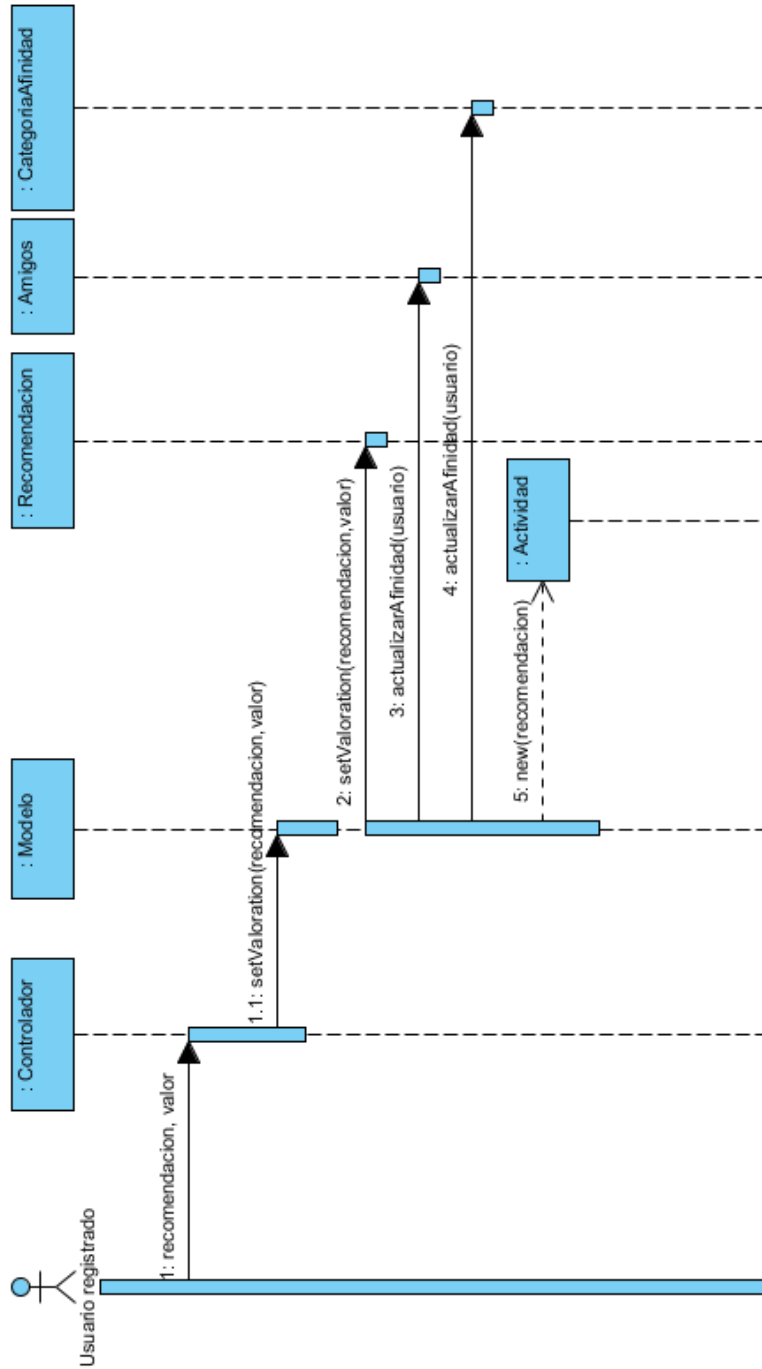 Usuario registrado
: Controlador
: Modelo
: Recomendacion
: Amigos
: CategoriaAfinidad
1: recomendacion, valor
1.1: setValoration(recomendacion,valor)
2: setValoration(recomendacion,valor)
3: actualizarAfinidad(usuario)
4: actualizarAfinidad(usuario)
5: new(recomendacion)
: Actividad